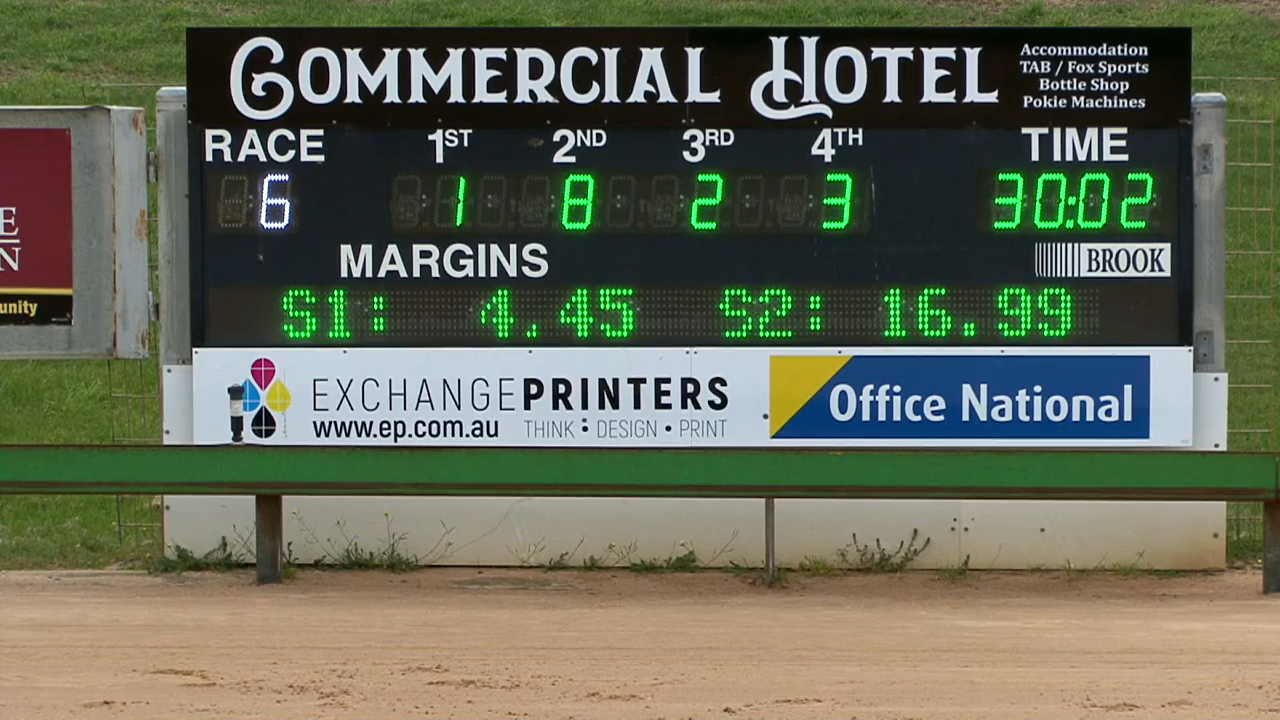 COMMERCIAL HOTEL
Accommodation
TAB / Fox Sports
Bottle Shop
Pokie Machines
RACE 1ST 2ND 3RD 4TH TIME
6 1 8 2 3 30:02
MARGINS
BROOK
S1: 4.45 S2: 16.99
EXCHANGEPRINTERS
www.ep.com.au THINK • DESIGN • PRINT
Office National
E
N
unity